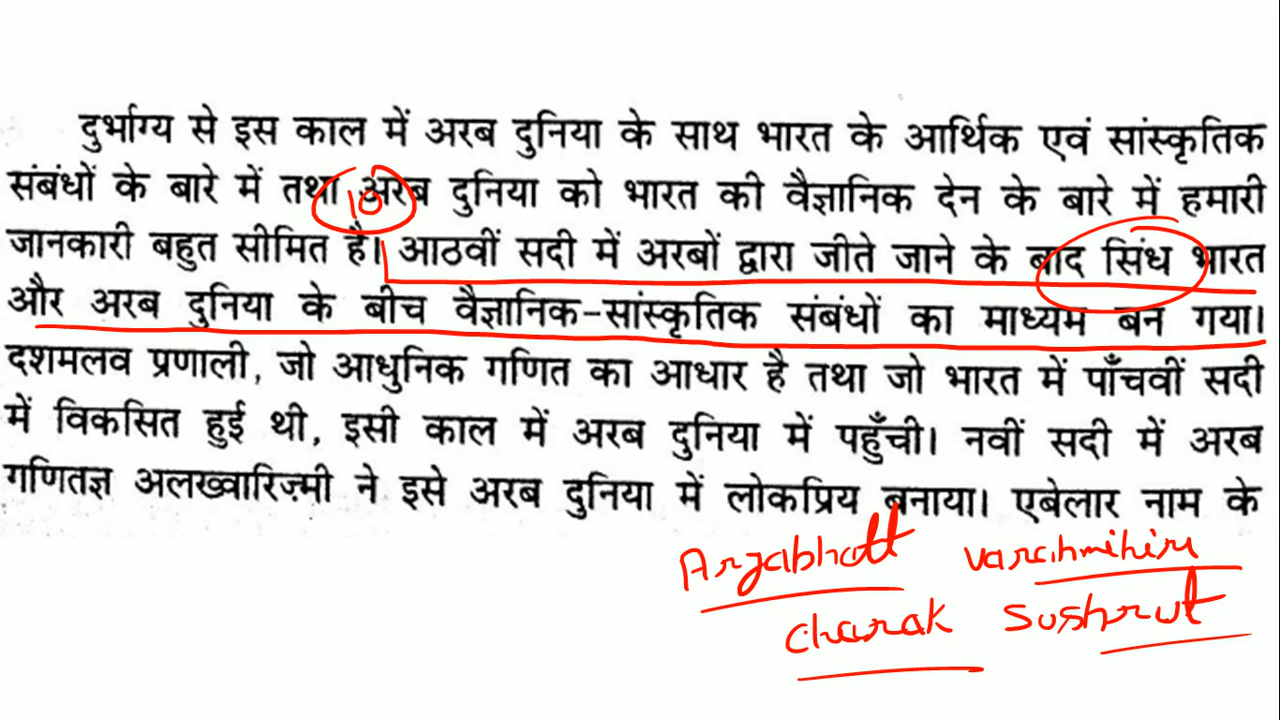 दुर्भाग्य से इस काल में अरब दुनिया के साथ भारत के आर्थिक एवं सांस्कृतिक
संबंधों के बारे में तथा अरब दुनिया को भारत की वैज्ञानिक देन के बारे में हमारी
10
जानकारी बहुत सीमित है। आठवीं सदी में अरबों द्वारा जीते जाने के बाद सिंध भारत
और अरब दुनिया के बीच वैज्ञानिक-सांस्कृतिक संबंधों का माध्यम बन गया।
दशमलव प्रणाली, जो आधुनिक गणित का आधार है तथा जो भारत में पाँचवीं सदी
में विकसित हुई थी, इसी काल में अरब दुनिया में पहुँची। नवीं सदी में अरब
गणितज्ञ अलख्वारिज़्मी ने इसे अरब दुनिया में लोकप्रिय बनाया। एबेलार नाम के
Aryabhatt varahmihir
charak Sushrut